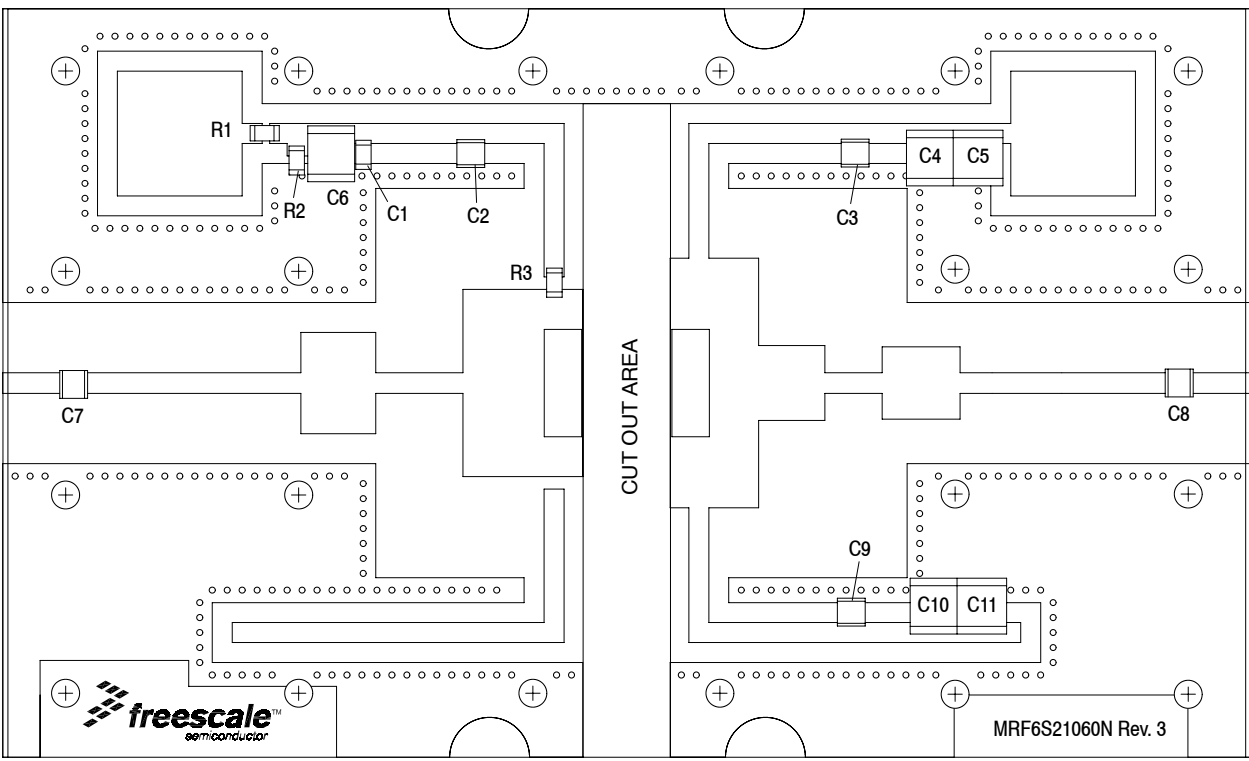 R1
C4 C5
R2
C6
C1
C2
C3
R3
CUT OUT AREA
C7
C8
C9
C10 C11
freescale™
semiconductor
MRF6S21060N Rev. 3